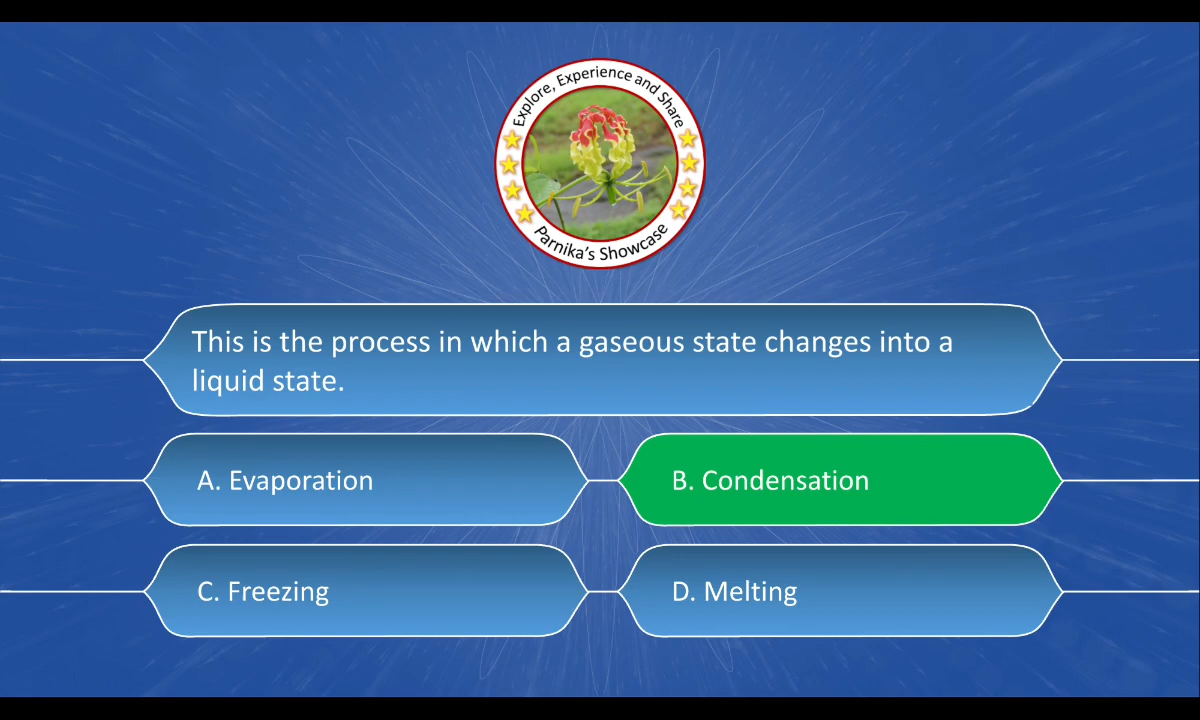 Explore, Experience and Share
Parnika's Showcase
This is the process in which a gaseous state changes into a
liquid state.
A. Evaporation
B. Condensation
C. Freezing
D. Melting